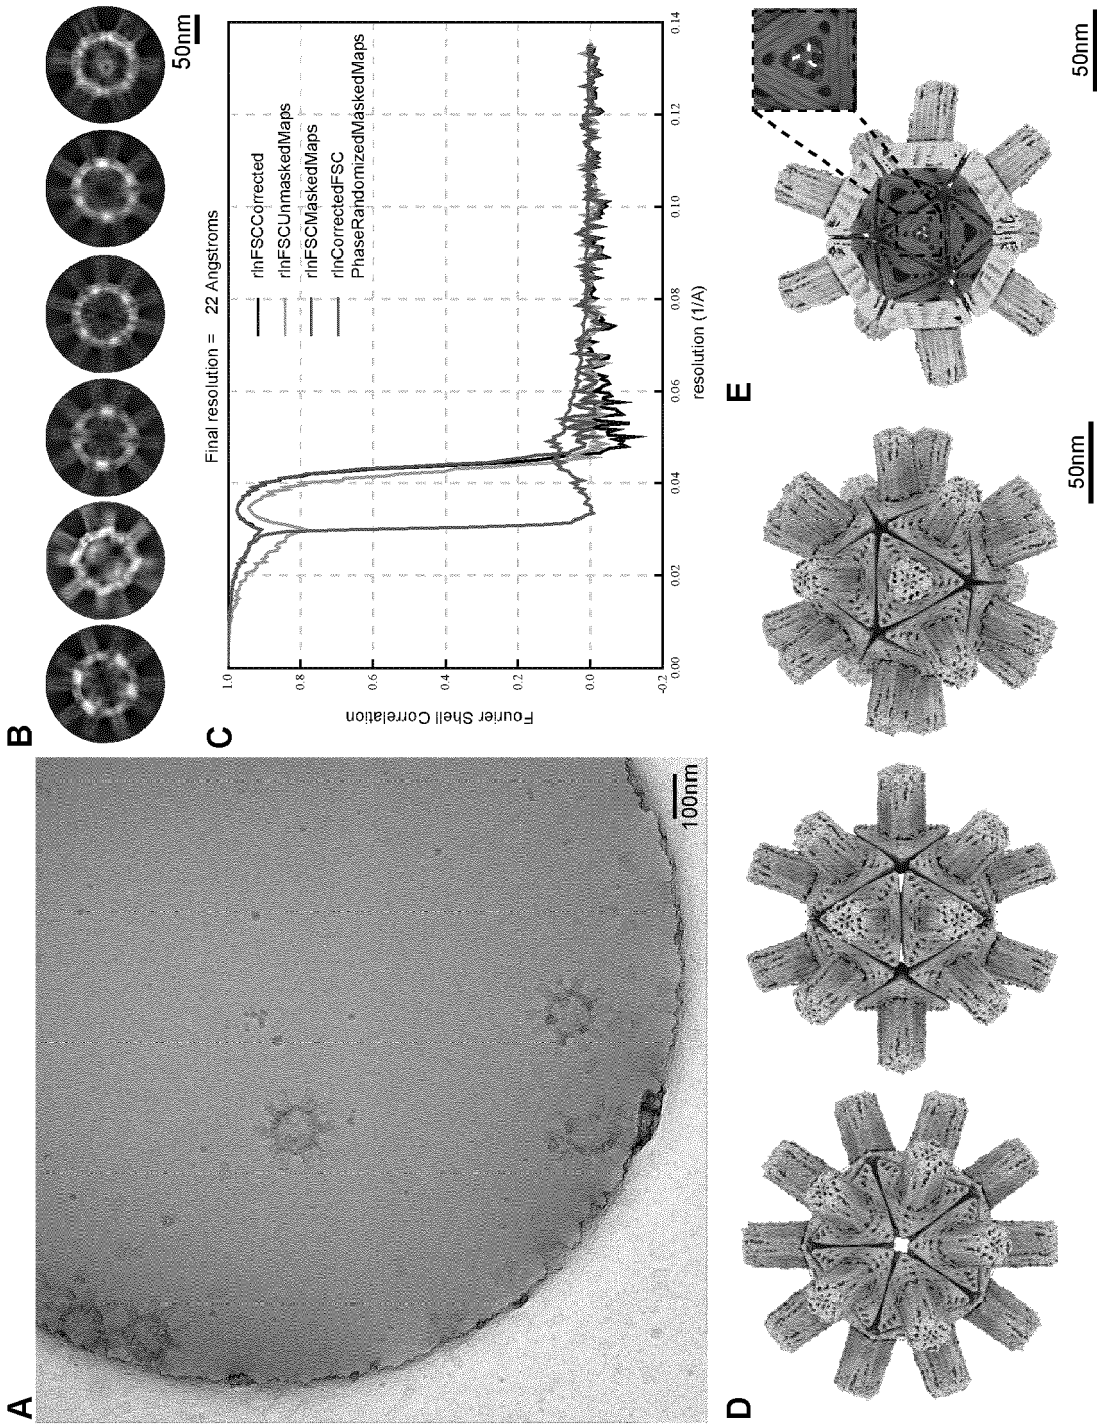 A
100nm
B
50nm
C
Final resolution = 22 Angstroms
rlnFSCCorrected
rlnFSCUnmaskedMaps
rlnFSCMaskedMaps
rlnCorrectedFSC
PhaseRandomizedMaskedMaps
Fourier Shell Correlation
1.0
0.8
0.6
0.4
0.2
0.0
-0.2
0.00
0.02
0.04
0.06
0.08
0.10
0.12
0.14
resolution (1/A)
D
50nm
E
50nm